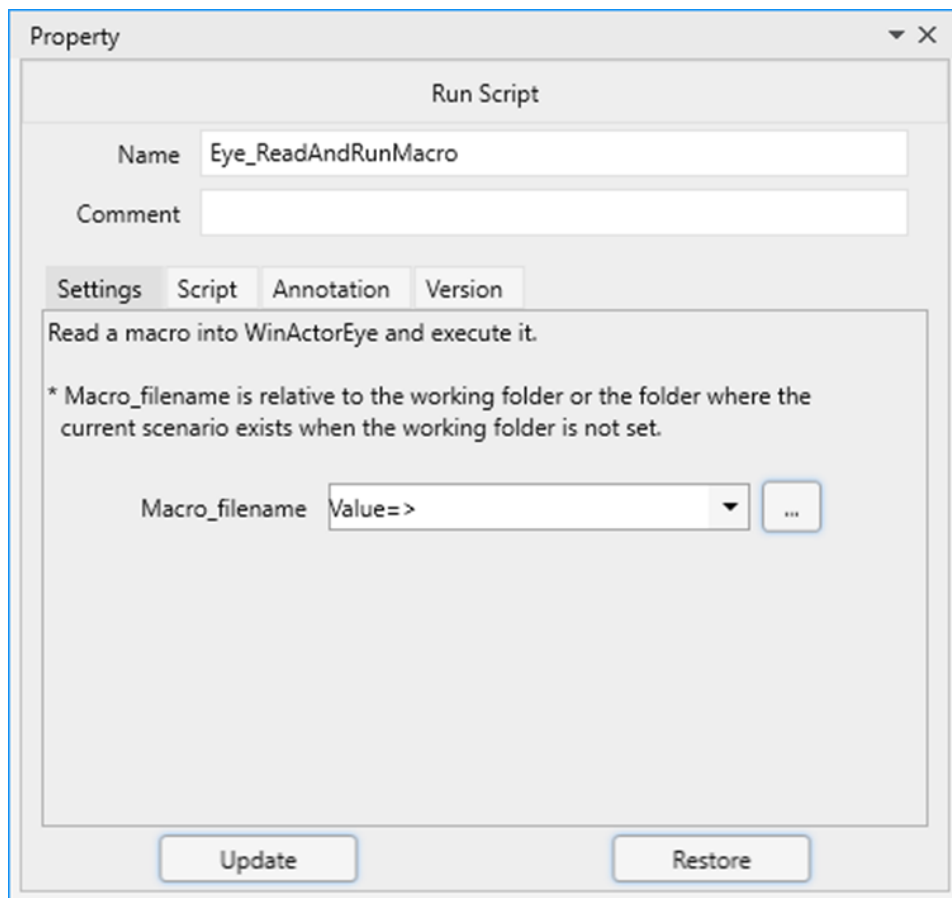 Property
Run Script
Name Eye_ReadAndRunMacro
Comment
Settings Script Annotation Version
Read a macro into WinActorEye and execute it.
* Macro_filename is relative to the working folder or the folder where the
current scenario exists when the working folder is not set.
Macro_filename Value=> ...
Update Restore